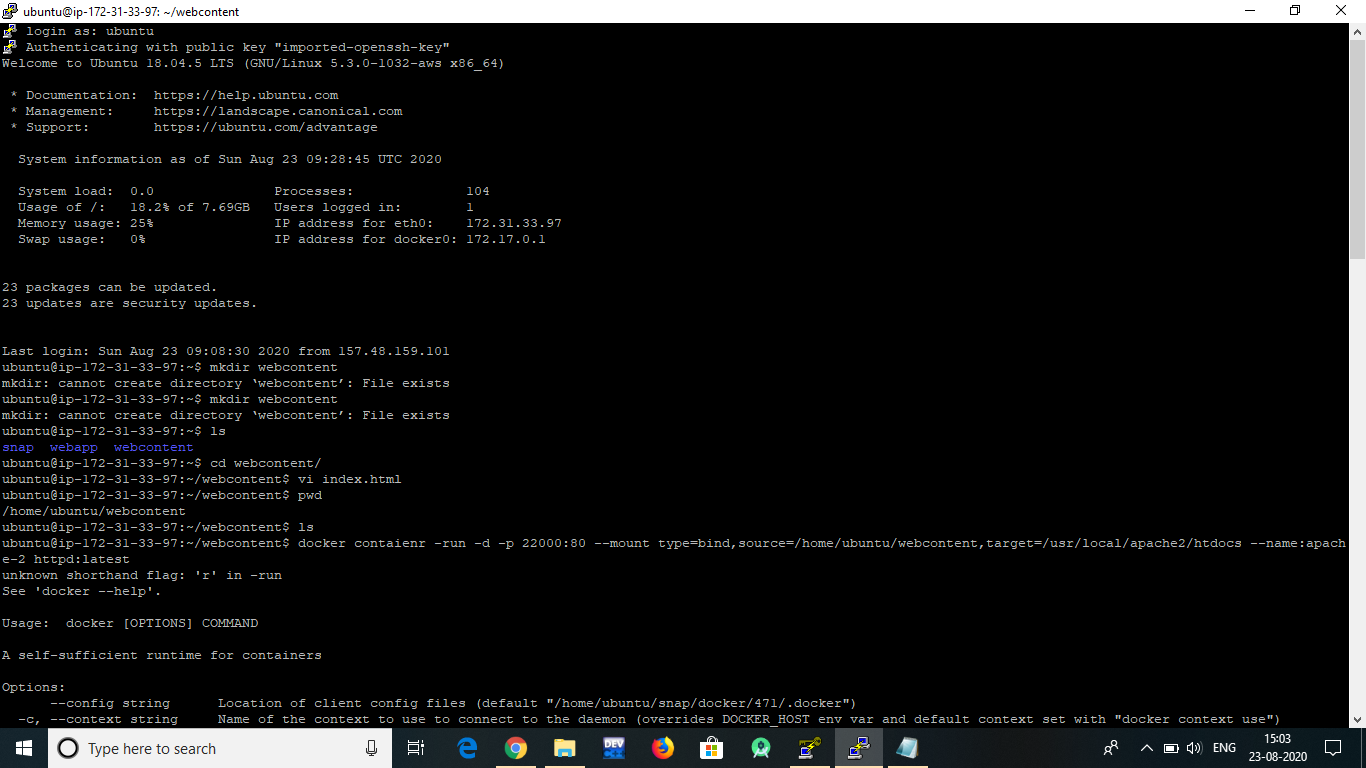 ubuntu@ip-172-31-33-97: ~/webcontent
login as: ubuntu
Authenticating with public key "imported-openssh-key"
Welcome to Ubuntu 18.04.5 LTS (GNU/Linux 5.3.0-1032-aws x86_64)
* Documentation:  https://help.ubuntu.com
* Management:     https://landscape.canonical.com
* Support:        https://ubuntu.com/advantage
System information as of Sun Aug 23 09:28:45 UTC 2020
System load:  0.0               Processes:              104
Usage of /:   18.2% of 7.69GB   Users logged in:        1
Memory usage: 25%               IP address for eth0:    172.31.33.97
Swap usage:   0%                IP address for docker0: 172.17.0.1
23 packages can be updated.
23 updates are security updates.
Last login: Sun Aug 23 09:08:30 2020 from 157.48.159.101
ubuntu@ip-172-31-33-97:~$ mkdir webcontent
mkdir: cannot create directory ‘webcontent’: File exists
ubuntu@ip-172-31-33-97:~$ mkdir webcontent
mkdir: cannot create directory ‘webcontent’: File exists
ubuntu@ip-172-31-33-97:~$ ls
snap  webapp  webcontent
ubuntu@ip-172-31-33-97:~$ cd webcontent/
ubuntu@ip-172-31-33-97:~/webcontent$ vi index.html
ubuntu@ip-172-31-33-97:~/webcontent$ pwd
/home/ubuntu/webcontent
ubuntu@ip-172-31-33-97:~/webcontent$ ls
ubuntu@ip-172-31-33-97:~/webcontent$ docker contaienr -run -d -p 22000:80 --mount type=bind,source=/home/ubuntu/webcontent,target=/usr/local/apache2/htdocs --name:apach
e-2 httpd:latest
unknown shorthand flag: 'r' in -run
See 'docker --help'.
Usage:  docker [OPTIONS] COMMAND
A self-sufficient runtime for containers
Options:
--config string      Location of client config files (default "/home/ubuntu/snap/docker/471/.docker")
-c, --context string     Name of the context to use to connect to the daemon (overrides DOCKER_HOST env var and default context set with "docker context use")
Type here to search
DEV
ENG
15:03
23-08-2020